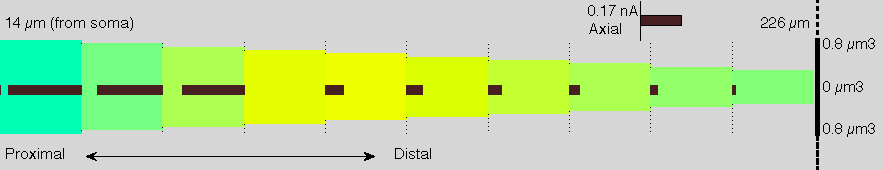 0.17 nA
Axial
14 µm (from soma)
226 µm
0.8 µm3
0 µm3
0.8 µm3
Proximal
Distal